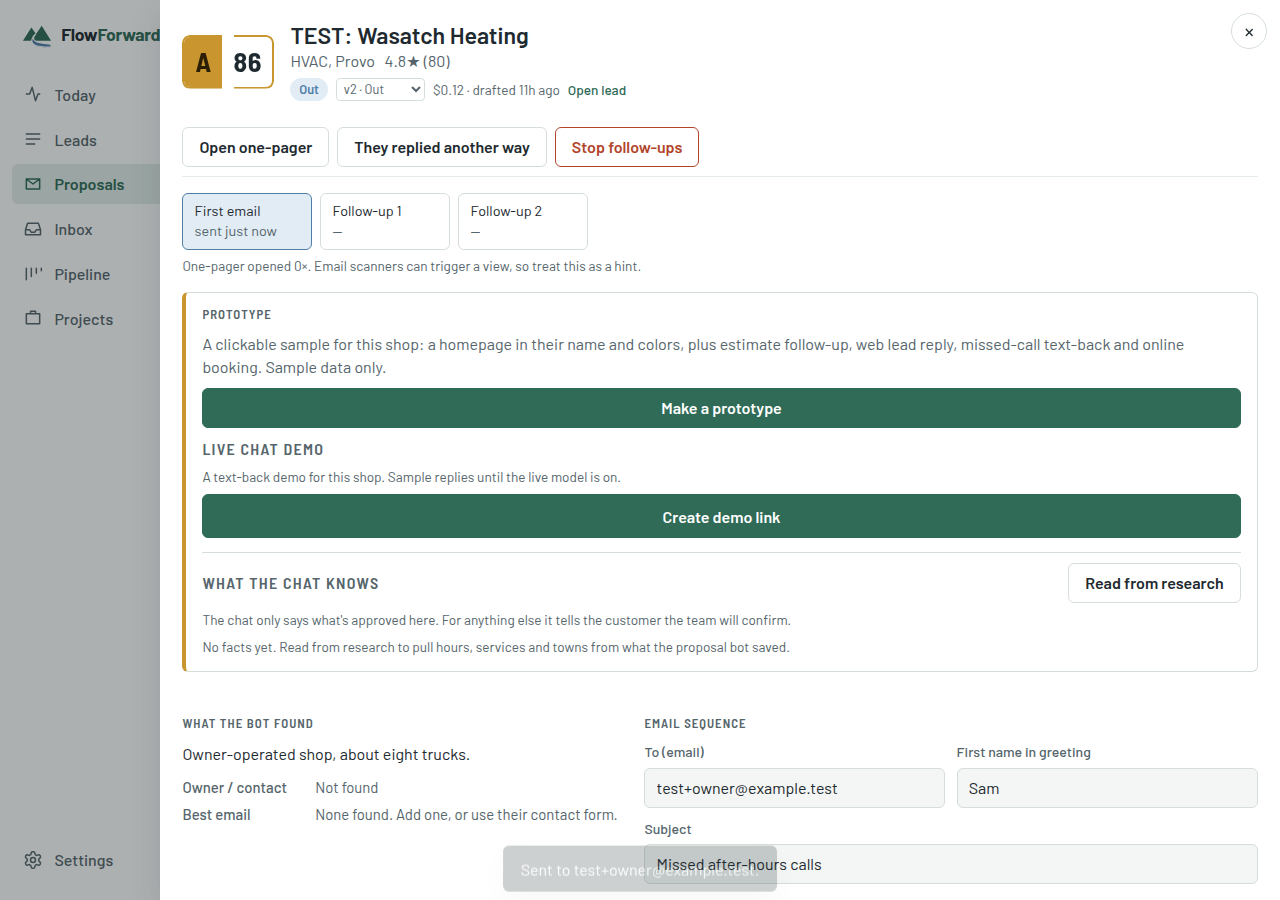 FlowForward
Today
Leads
Proposals
Inbox
Pipeline
Projects
Settings
A 86
TEST: Wasatch Heating
HVAC, Provo 4.8★ (80)
Out v2 · Out $0.12 · drafted 11h ago Open lead
×
Open one-pager They replied another way Stop follow-ups
First email Follow-up 1 Follow-up 2
sent just now — —
One-pager opened 0×. Email scanners can trigger a view, so treat this as a hint.
PROTOTYPE
A clickable sample for this shop: a homepage in their name and colors, plus estimate follow-up, web lead reply, missed-call text-back and online
booking. Sample data only.
Make a prototype
LIVE CHAT DEMO
A text-back demo for this shop. Sample replies until the live model is on.
Create demo link
WHAT THE CHAT KNOWS Read from research
The chat only says what's approved here. For anything else it tells the customer the team will confirm.
No facts yet. Read from research to pull hours, services and towns from what the proposal bot saved.
WHAT THE BOT FOUND
Owner-operated shop, about eight trucks.
Owner / contact Not found
Best email None found. Add one, or use their contact form.
EMAIL SEQUENCE
To (email) First name in greeting
test+owner@example.test Sam
Subject
Missed after-hours calls
Sent to test+owner@example.test.